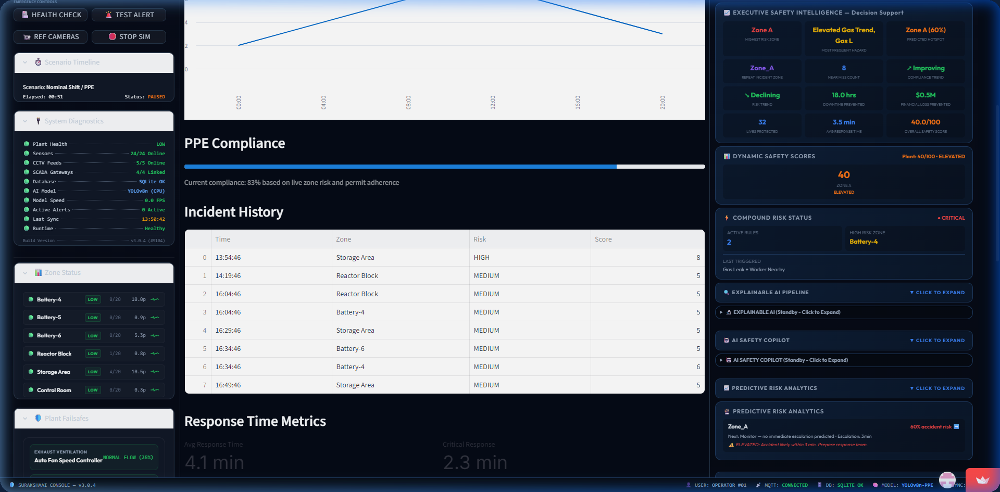 EMERGENCY CONTROLS
HEALTH CHECK
TEST ALERT
REF CAMERAS
STOP SIM
Scenario Timeline
Scenario: Nominal Shift / PPE
Elapsed: 00:51 Status: PAUSED
System Diagnostics
Plant Health LOW
Sensors 24/24 Online
CCTV Feeds 5/5 Online
SCADA Gateways 4/4 Linked
Database SQLite OK
AI Model YOLOv8n (CPU)
Model Speed 0.0 FPS
Active Alerts 0 Active
Last Sync 13:50:42
Runtime Healthy
Build Version v3.0.4 (#9104)
Zone Status
Battery-4 LOW 0/20 10.0p
Battery-5 LOW 0/20 0.9p
Battery-6 LOW 0/20 5.3p
Reactor Block LOW 1/20 0.8p
Storage Area LOW 4/20 10.5p
Control Room LOW 0/20 0.3p
Plant Failsafes
EXHAUST VENTILATION
Auto Fan Speed Controller NORMAL FLOW (35%)
4
2
0
00:00 04:00 08:00 12:00 16:00 20:00
PPE Compliance
Current compliance: 83% based on live zone risk and permit adherence
Incident History
Time Zone Risk Score
0 13:54:46 Storage Area HIGH 8
1 14:19:46 Reactor Block MEDIUM 5
2 16:04:46 Reactor Block MEDIUM 5
3 16:04:46 Battery-4 MEDIUM 5
4 16:29:46 Storage Area MEDIUM 5
5 16:34:46 Battery-6 MEDIUM 5
6 16:34:46 Battery-4 MEDIUM 6
7 16:49:46 Storage Area MEDIUM 5
Response Time Metrics
Avg Response Time Critical Response
4.1 min 2.3 min
EXECUTIVE SAFETY INTELLIGENCE — Decision Support
Zone A
HIGHEST RISK ZONE
Elevated Gas Trend,
Gas L
MOST FREQUENT HAZARD
Zone A (60%)
PREDICTED HOTSPOT
Zone_A
REPEAT INCIDENT ZONE
8
NEAR MISS COUNT
↗ Improving
COMPLIANCE TREND
↘ Declining
RISK TREND
18.0 hrs
DOWNTIME PREVENTED
$0.5M
FINANCIAL LOSS PREVENTED
32
LIVES PROTECTED
3.5 min
AVG RESPONSE TIME
40.0/100
OVERALL SAFETY SCORE
DYNAMIC SAFETY SCORES Plant: 40/100 • ELEVATED
40
ZONE A
ELEVATED
COMPOUND RISK STATUS ● CRITICAL
ACTIVE RULES
2
HIGH RISK ZONE
Battery-4
LAST TRIGGERED
Gas Leak + Worker Nearby
EXPLAINABLE AI PIPELINE ▼ CLICK TO EXPAND
▶ EXPLAINABLE AI (Standby - Click to Expand)
AI SAFETY COPILOT ▼ CLICK TO EXPAND
▶ AI SAFETY COPILOT (Standby - Click to Expand)
PREDICTIVE RISK ANALYTICS ▼ CLICK TO EXPAND
PREDICTIVE RISK ANALYTICS
Zone_A 60% accident risk
Next: Monitor — no immediate escalation predicted • Escalation: 3min
⚠ ELEVATED: Accident likely within 3 min. Prepare response team.
SURAKSHAAI CONSOLE — v3.0.4
USER: OPERATOR #01 MQTT: CONNECTED DB: SQLITE OK MODEL: YOLOv8n-PPE